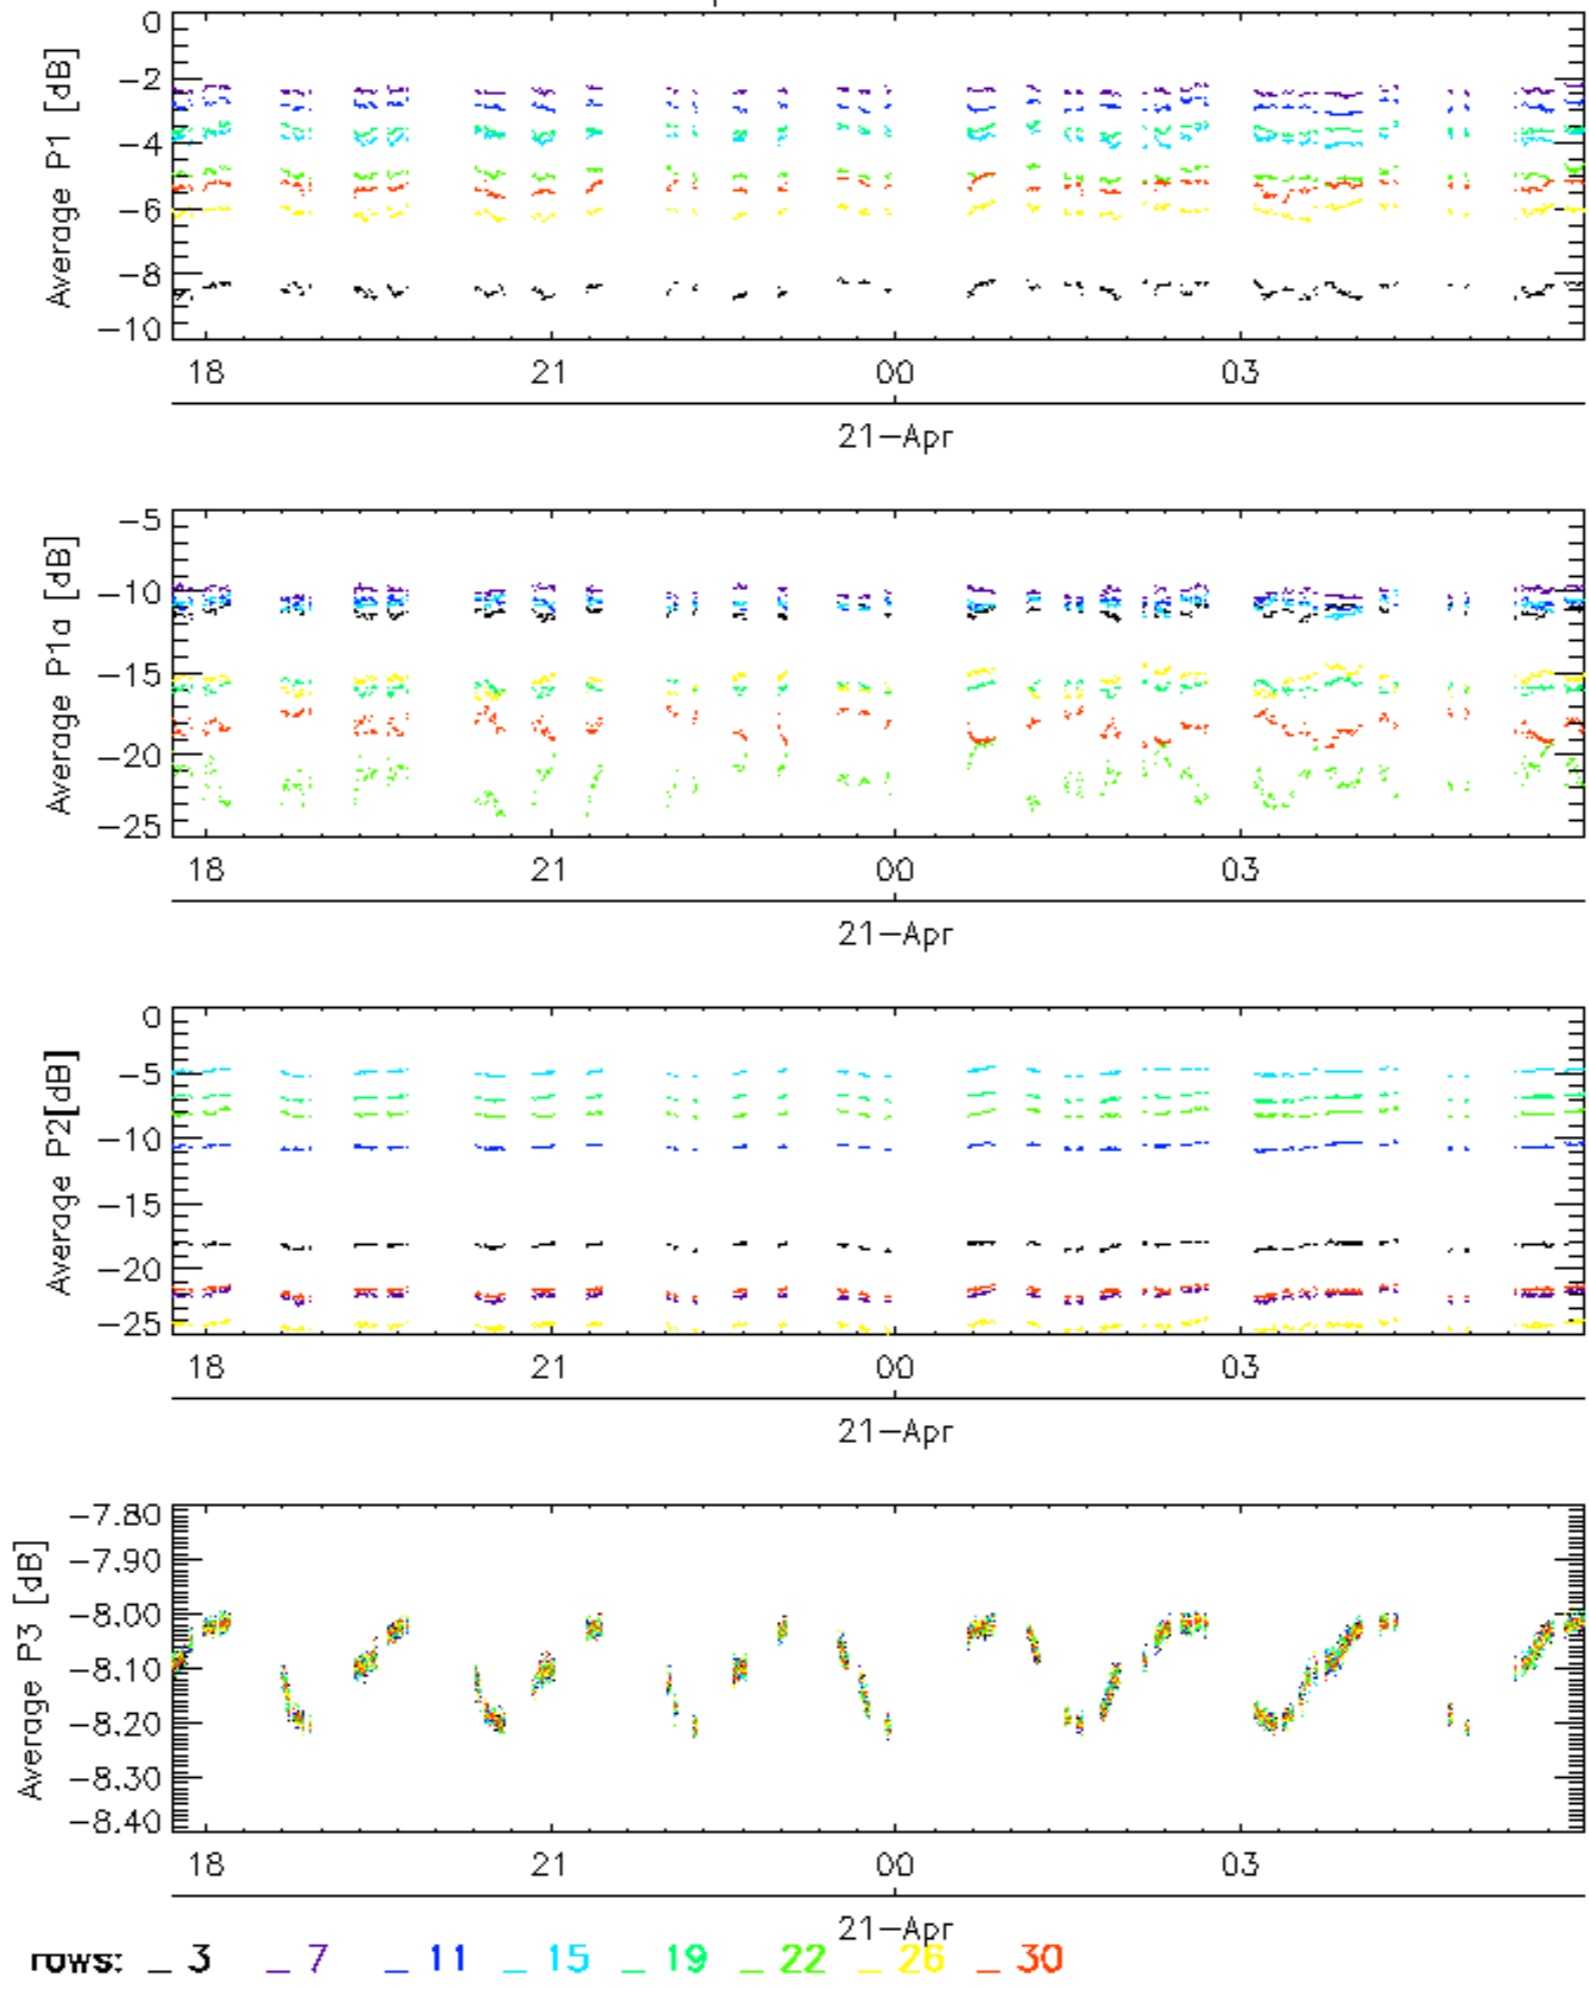 0
−2
−4
−6
−8
−10
Average P1 [dB]
18 21 00 03
21−Apr
−5
−10
−15
−20
−25
Average P1a [dB]
18 21 00 03
21−Apr
0
−5
−10
−15
−20
−25
Average P2[dB]
18 21 00 03
21−Apr
−7.80
−7.90
−8.00
−8.10
−8.20
−8.30
−8.40
Average P3 [dB]
18 21 00 03
21−Apr
rows: _ 3 _ 7 _ 11 _ 15 _ 19 _ 22 _ 26 _ 30